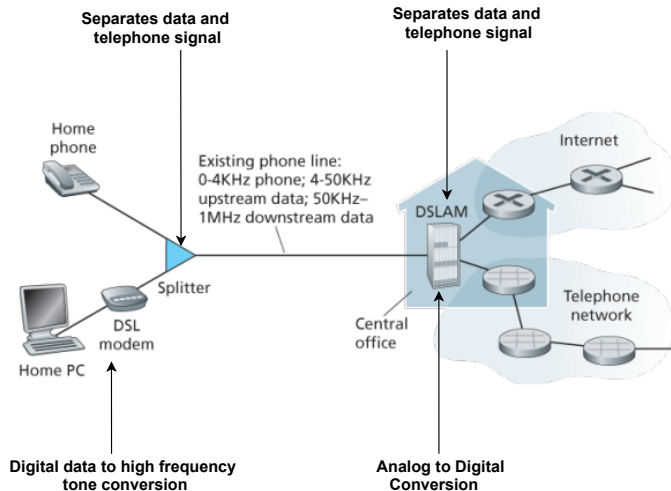 Separates data and
telephone signal
Separates data and
telephone signal
Home
phone
Existing phone line:
0-4KHz phone; 4-50KHz
upstream data; 50KHz–
1MHz downstream data
Internet
DSLAM
Splitter
DSL
modem
Home PC
Central
office
Telephone
network
Digital data to high frequency
tone conversion
Analog to Digital
Conversion